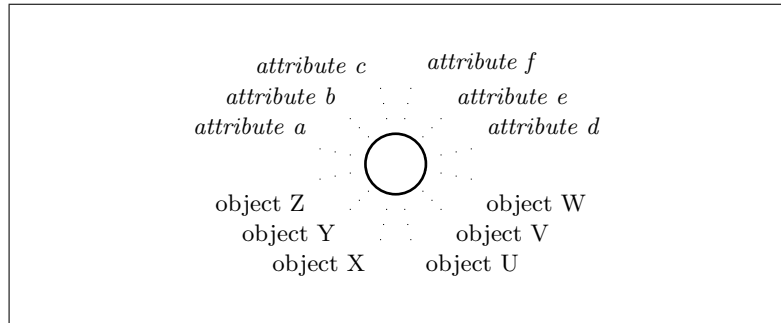 attribute c
attribute f
attribute b
attribute e
attribute a
attribute d
object Z
object W
object Y
object V
object X
object U